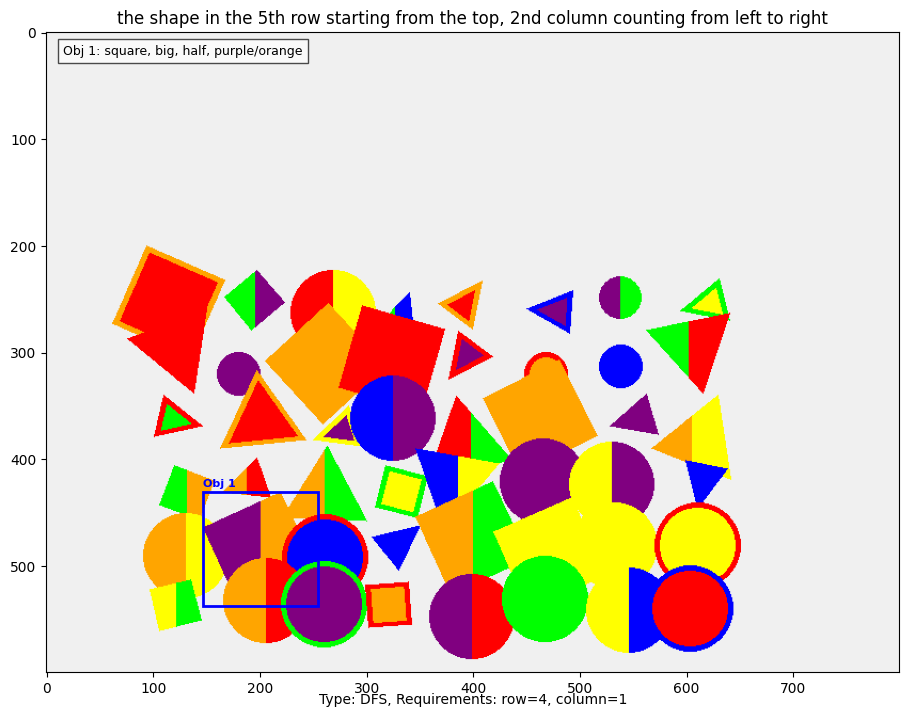 the shape in the 5th row starting from the top, 2nd column counting from left to right
0
Obj 1: square, big, half, purple/orange
100
200
300
400
Obj 1
500
0 100 200 300 400 500 600 700
Type: DFS, Requirements: row=4, column=1